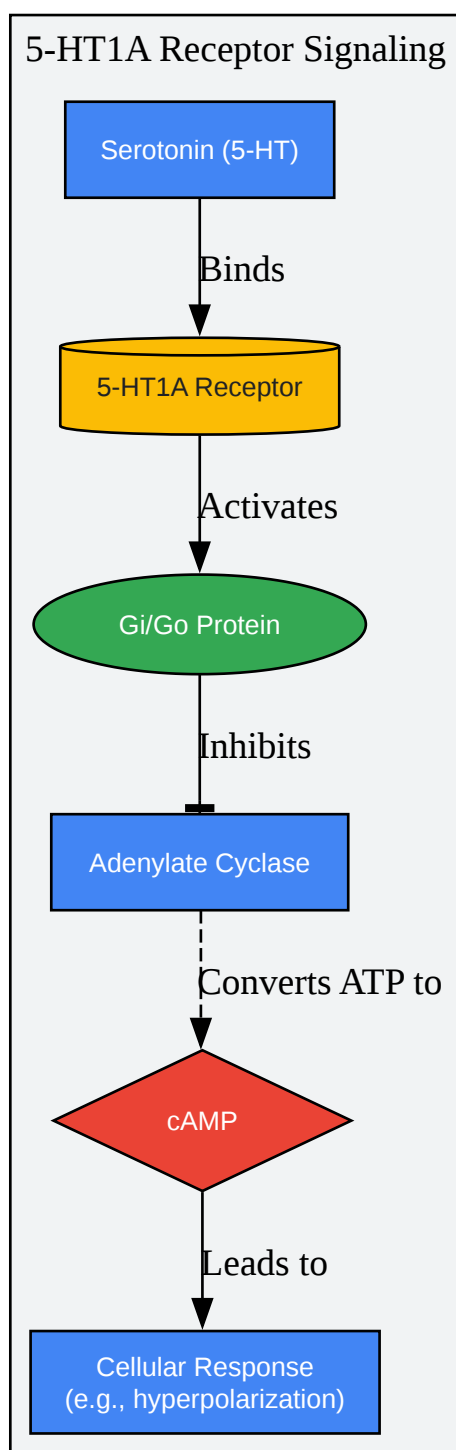 5-HT1A Receptor Signaling
Serotonin (5-HT)
Binds
5-HT1A Receptor
Activates
Gi/Go Protein
Inhibits
Adenylate Cyclase
Converts ATP to
cAMP
Leads to
Cellular Response
(e.g., hyperpolarization)